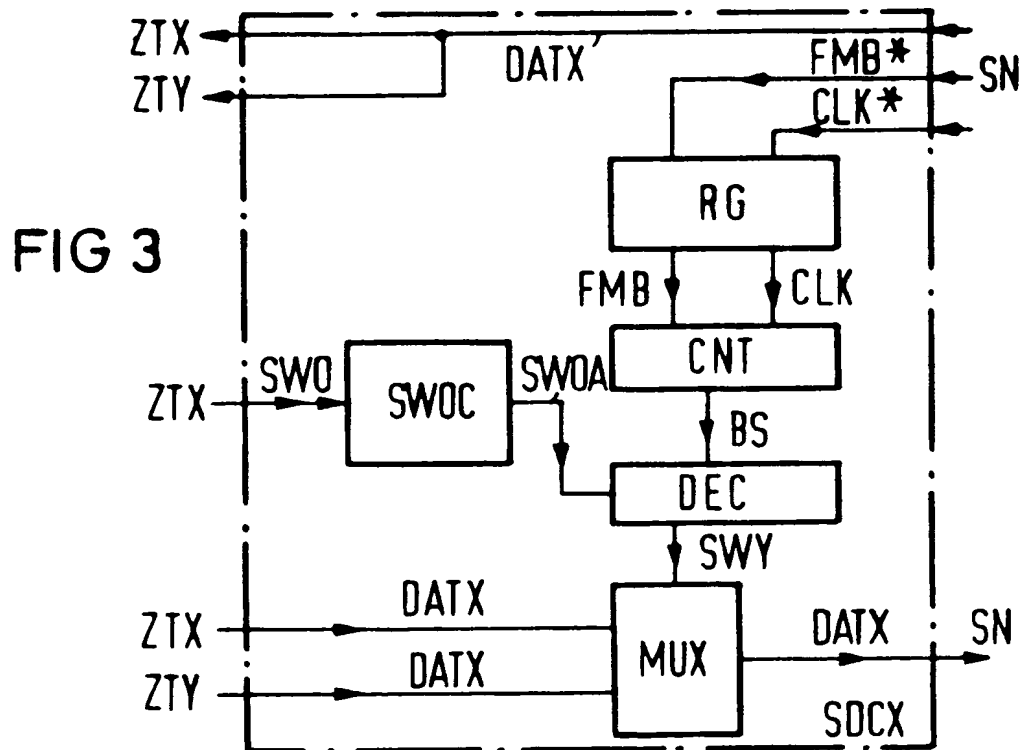 ZTX
DATX'
FMB*
SN
ZTY
CLK*
RG
FIG 3
FMB
CLK
CNT
SWO
SWOA
ZTX
SWOC
BS
DEC
SWY
DATX
ZTX
DATX
SN
MUX
DATX
ZTY
SDCX